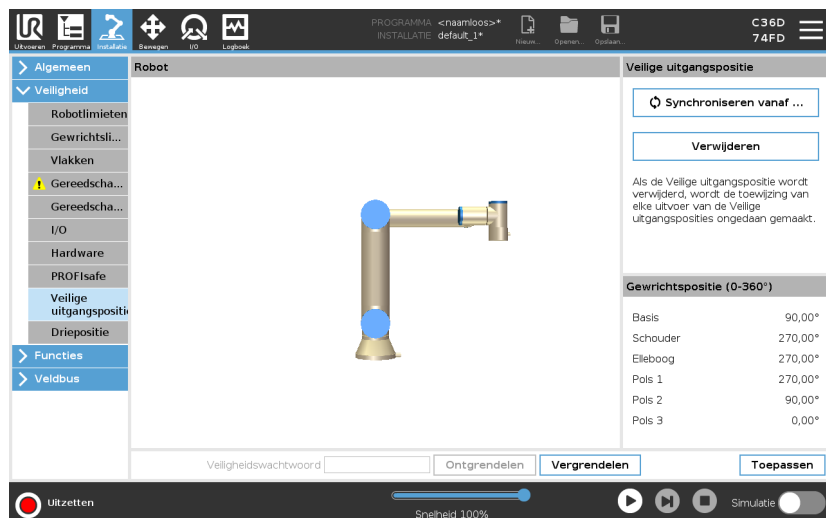 PROGRAMMA <naamloos>*
INSTALLATIE default_1*
C36D
74FD
Uitvoeren Programma Installatie Bewegen I/O Logboek
Nieuw... Openen... Opslaan...
Algemeen
Veiligheid
Robotlimieten
Gewrichtsli...
Vlakken
Gereedscha...
Gereedscha...
I/O
Hardware
PROFIsafe
Veilige
uitgangspositi
Driepositie
Functies
Veldbus
Robot
Veilige uitgangspositie
Synchroniseren vanaf ...
Verwijderen
Als de Veilige uitgangspositie wordt
verwijderd, wordt de toewijzing van
elke uitvoer van de Veilige
uitgangsposities ongedaan gemaakt.
Gewrichtspositie (0-360°)
Basis 90,00°
Schouder 270,00°
Elleboog 270,00°
Pols 1 270,00°
Pols 2 90,00°
Pols 3 0,00°
Veiligheidswachtwoord Ontgrendelen Vergrendelen Toepassen
Uitzetten
Snelheid 100%
Simulatie